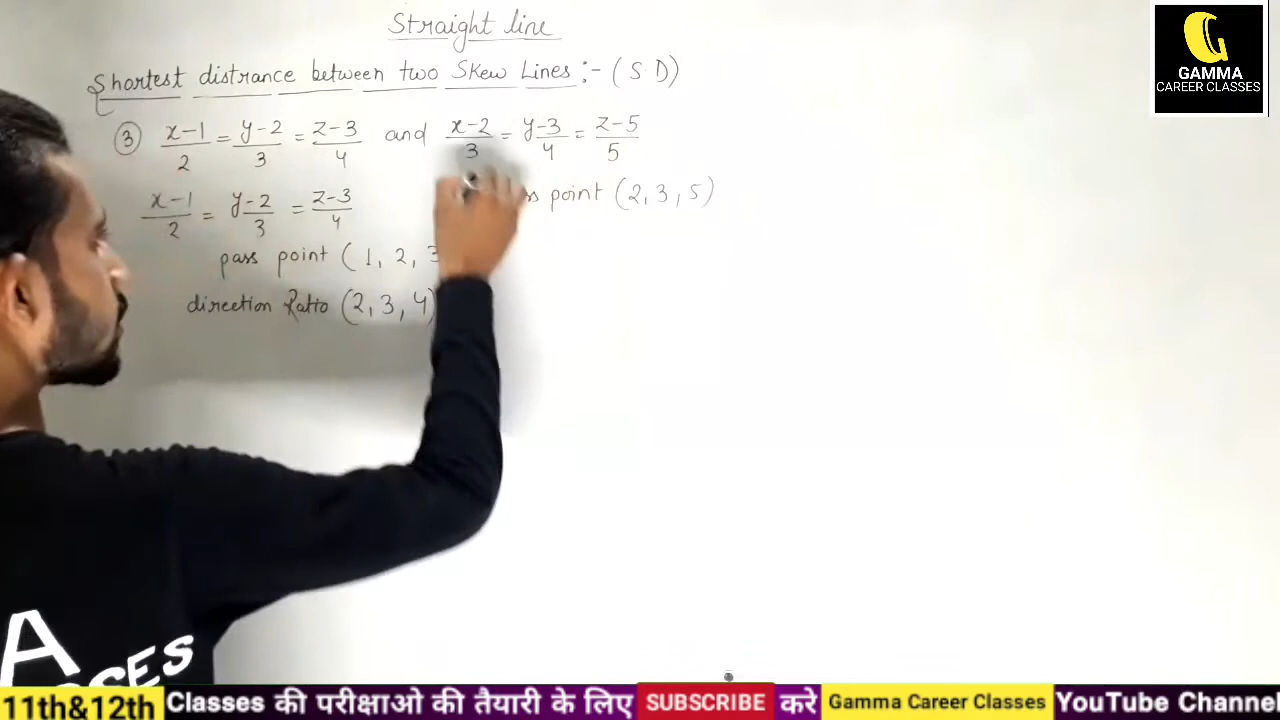 Straight line
Shortest distrance between two Skew Lines :- (S.D)
③ x-1/2 = y-2/3 = z-3/4 and x-2/3 = y-3/4 = z-5/5
x-1/2 = y-2/3 = z-3/4
point (2, 3, 5)
pass point (1, 2, 3
direction Ratio (2, 3, 4)
GAMMA
CAREER CLASSES
A
SSES
11th&12th Classes की परीक्षाओ की तैयारी के लिए SUBSCRIBE करे Gamma Career Classes YouTube Channel